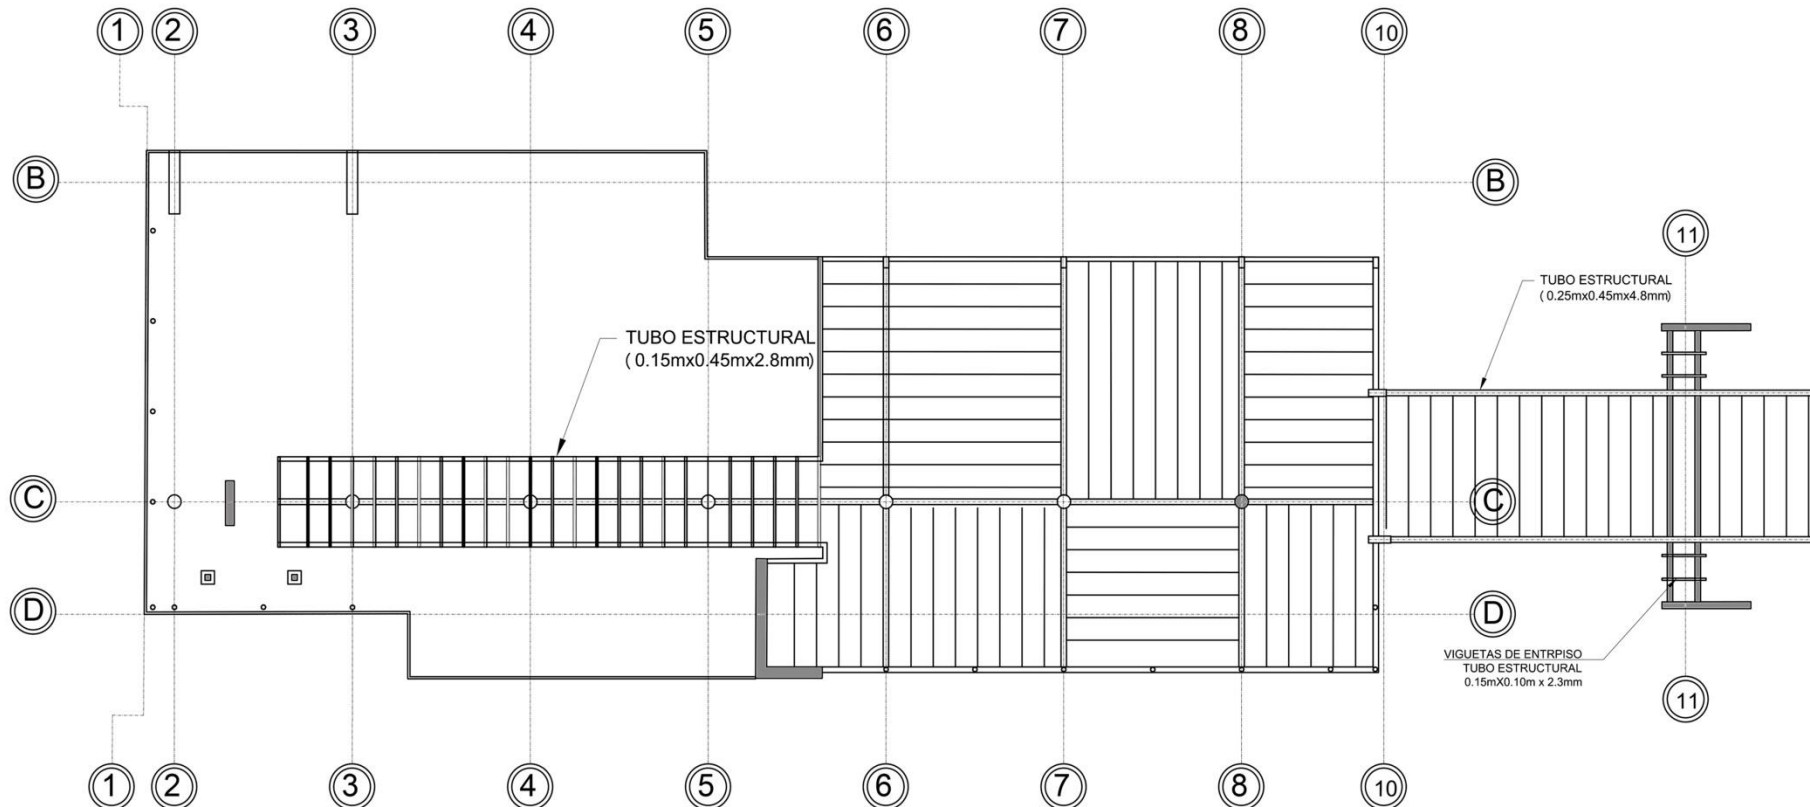 1
2
3
4
5
6
7
8
10
B
B
11
TUBO ESTRUCTURAL
( 0.25mx0.45mx4.8mm)
TUBO ESTRUCTURAL
( 0.15mx0.45mx2.8mm)
C
C
D
D
VIGUETAS DE ENTRPISO
TUBO ESTRUCTURAL
0.15mX0.10m x 2.3mm
11
1
2
3
4
5
6
7
8
10